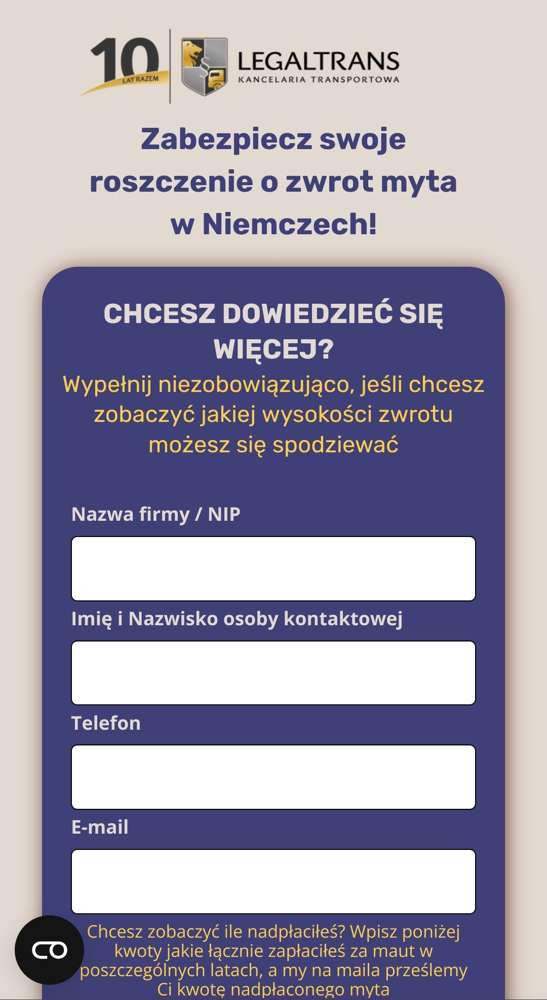 10
LAT RAZEM
§
LEGALTRANS
KANCELARIA TRANSPORTOWA
Zabezpiecz swoje
roszczenie o zwrot myta
w Niemczech!
CHCESZ DOWIEDZIEĆ SIĘ
WIĘCEJ?
Wypełnij niezobowiązująco, jeśli chcesz
zobaczyć jakiej wysokości zwrotu
możesz się spodziewać
Nazwa firmy / NIP
Imię i Nazwisko osoby kontaktowej
Telefon
E-mail
Chcesz zobaczyć ile nadpłaciłeś? Wpisz poniżej
kwoty jakie łącznie zapłaciłeś za maut w
poszczególnych latach, a my na maila prześlemy
Ci kwotę nadpłaconego myta